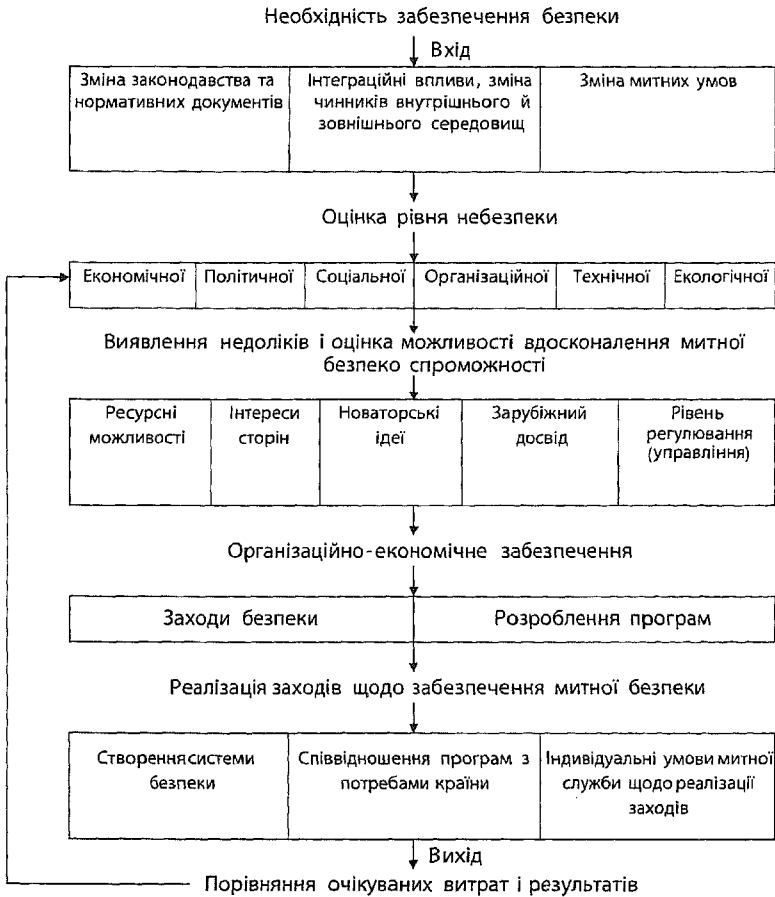 Необхідність забезпечення безпеки
Вхід
Зміна законодавства та
нормативних документів
Інтеграційні впливи, зміна
чинників внутрішнього й
зовнішнього середовищ
Зміна митних умов
Оцінка рівня небезпеки
Економічної
Політичної
Соціальної
Організаційної
Технічної
Екологічної
Виявлення недоліків і оцінка можливості вдосконалення митної
безпеко спроможності
Ресурсні
можливості
Інтереси
сторін
Новаторські
ідеї
Зарубіжний
досвід
Рівень
регулювання
(управління)
Організаційно-економічне забезпечення
Заходи безпеки
Розроблення програм
Реалізація заходів щодо забезпечення митної безпеки
Створення системи
безпеки
Співвідношення програм з
потребами країни
Індивідуальні умови митної
служби щодо реалізації
заходів
Вихід
Порівняння очікуваних витрат і результатів